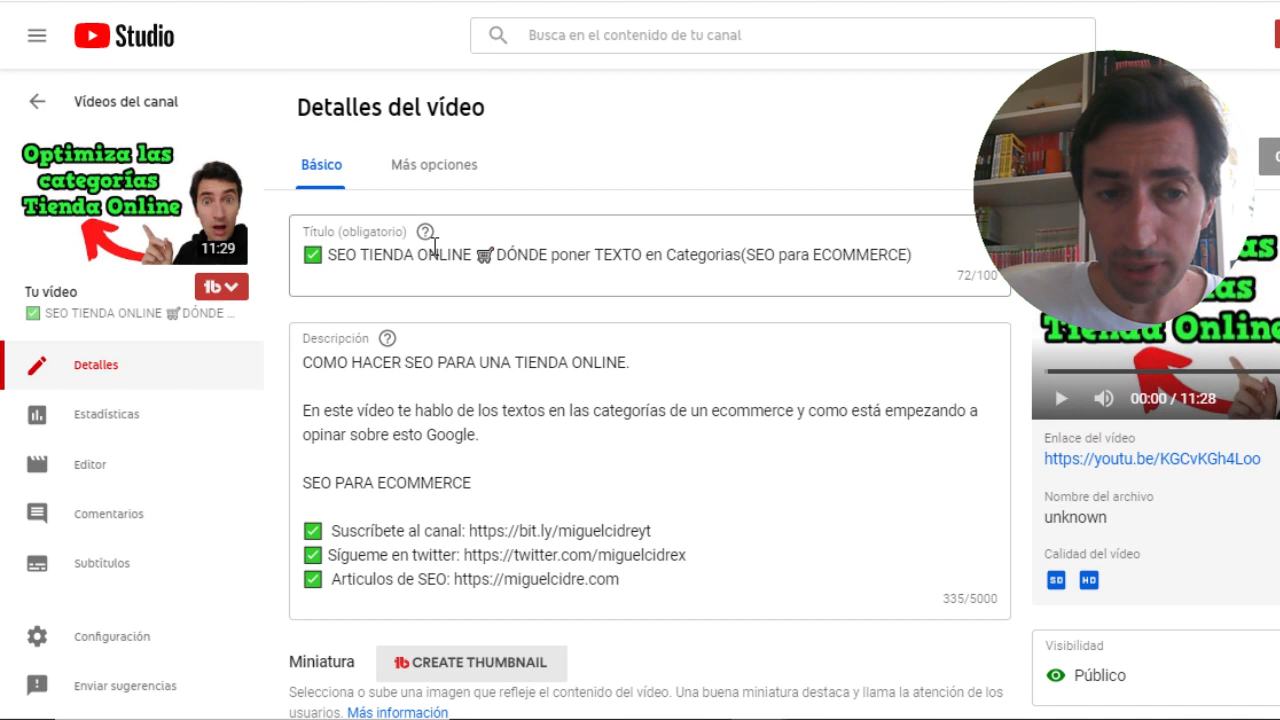 Studio
Busca en el contenido de tu canal
Vídeos del canal
Optimiza las
categorías
Tienda Online
11:29
Tu vídeo
✅ SEO TIENDA ONLINE 🛒DÓNDE ...
Detalles
Estadísticas
Editor
Comentarios
Subtítulos
Configuración
Enviar sugerencias
Detalles del vídeo
Básico
Más opciones
Título (obligatorio)
✅ SEO TIENDA ONLINE 🛒DÓNDE poner TEXTO en Categorias(SEO para ECOMMERCE)
72/100
Descripción
COMO HACER SEO PARA UNA TIENDA ONLINE.
En este vídeo te hablo de los textos en las categorías de un ecommerce y como está empezando a
opinar sobre esto Google.
SEO PARA ECOMMERCE
✅ Suscríbete al canal: https://bit.ly/miguelcidreyt
✅ Sígueme en twitter: https://twitter.com/miguelcidrex
✅ Articulos de SEO: https://miguelcidre.com
335/5000
Miniatura
tb CREATE THUMBNAIL
Selecciona o sube una imagen que refleje el contenido del vídeo. Una buena miniatura destaca y llama la atención de los
usuarios. Más información
Tienda Online
00:00 / 11:28
Enlace del vídeo
https://youtu.be/KGCvKGh4Loo
Nombre del archivo
unknown
Calidad del vídeo
SD HD
Visibilidad
Público